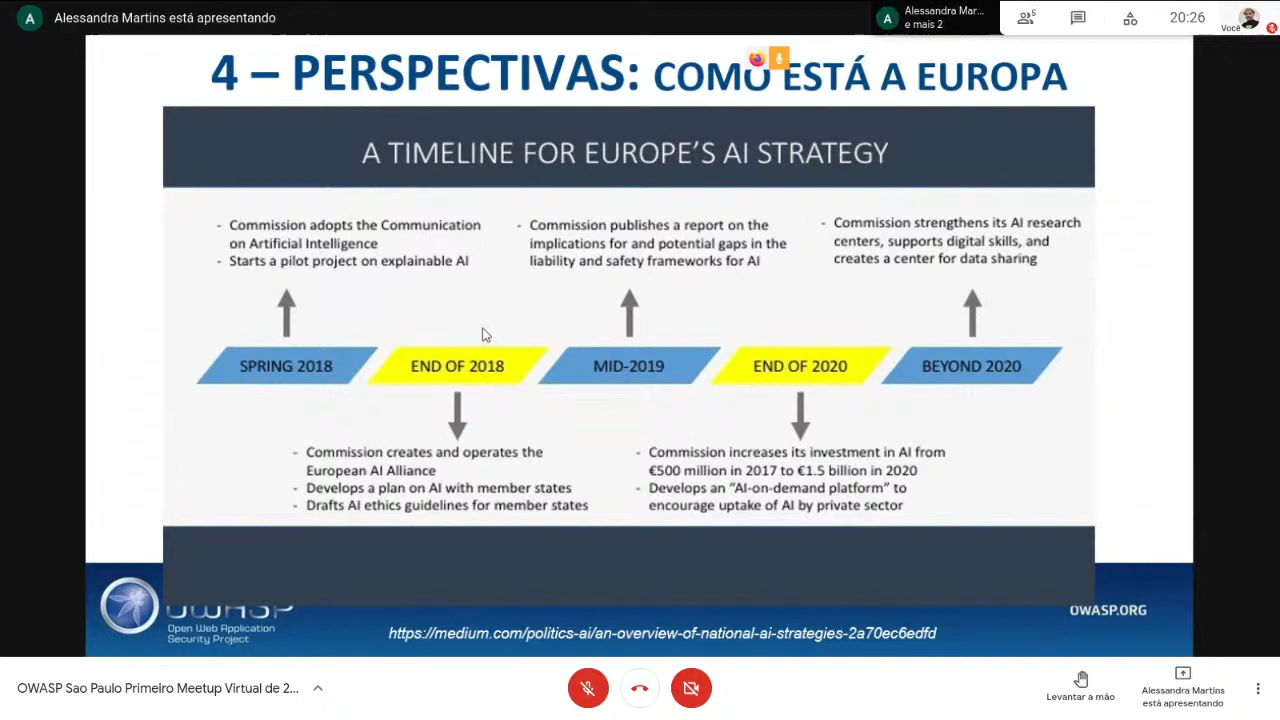 A
Alessandra Martins está apresentando
A
Alessandra Mar...
e mais 2
5
20:26
Você
4 – PERSPECTIVAS: COMO ESTÁ A EUROPA
A TIMELINE FOR EUROPE'S AI STRATEGY
- Commission adopts the Communication
on Artificial Intelligence
- Starts a pilot project on explainable AI
- Commission publishes a report on the
implications for and potential gaps in the
liability and safety frameworks for AI
- Commission strengthens its AI research
centers, supports digital skills, and
creates a center for data sharing
SPRING 2018
END OF 2018
MID-2019
END OF 2020
BEYOND 2020
- Commission creates and operates the
European AI Alliance
- Develops a plan on AI with member states
- Drafts AI ethics guidelines for member states
- Commission increases its investment in AI from
€500 million in 2017 to €1.5 billion in 2020
- Develops an “AI-on-demand platform” to
encourage uptake of AI by private sector
OWASP
Open Web Application
Security Project
https://medium.com/politics-ai/an-overview-of-national-ai-strategies-2a70ec6edfd
OWASP.ORG
OWASP Sao Paulo Primeiro Meetup Virtual de 2...
Levantar a mão
Alessandra Martins
está apresentando